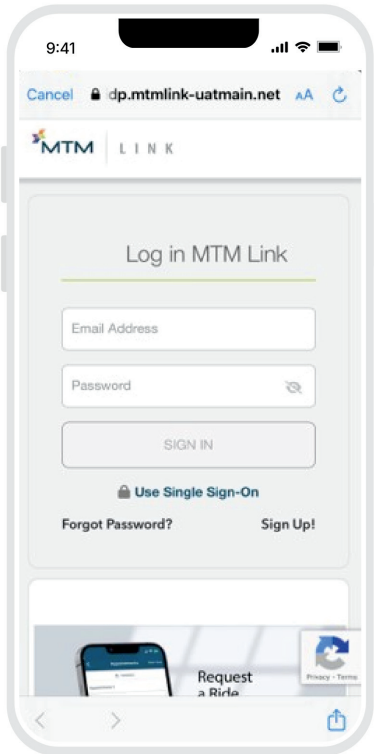 9:41
Cancel dp.mtmlink-uatmain.net AA
MTM LINK
Log in MTM Link
Email Address
Password
SIGN IN
Use Single Sign-On
Forgot Password? Sign Up!
Request
a Ride
Privacy - Terms